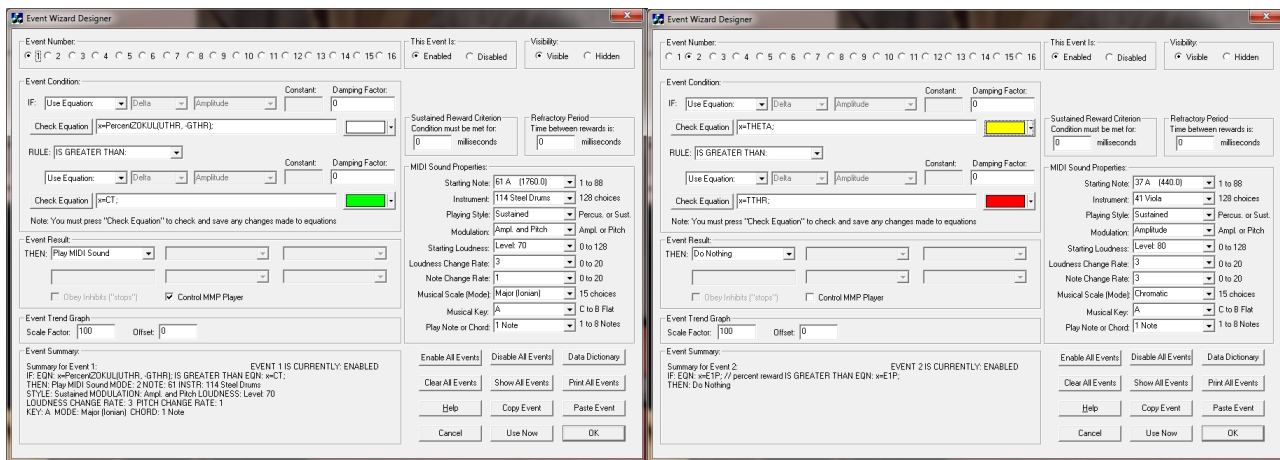 Event Wizard Designer
Event Number:
1 2 3 4 5 6 7 8 9 10 11 12 13 14 15 16
This Event Is:
Enabled Disabled
Visibility:
Visible Hidden
Event Condition:
Constant: Damping Factor:
IF: Use Equation: Delta Amplitude 0
Check Equation x=PercentZOKUL(UTHR, -GTHR);
RULE: IS GREATER THAN:
Constant: Damping Factor:
Use Equation: Delta Amplitude 0
Check Equation x=CT;
Note: You must press "Check Equation" to check and save any changes made to equations
Sustained Reward Criterion
Condition must be met for:
0 milliseconds
Refractory Period
Time between rewards is:
0 milliseconds
Event Result:
THEN: Play MIDI Sound
Obey Inhibits ("stops") Control MMP Player
Event Trend Graph
Scale Factor: 100 Offset: 0
MIDI Sound Properties:
Starting Note: 61 A (1760.0) 1 to 88
Instrument: 114 Steel Drums 128 choices
Playing Style: Sustained Percus. or Sust.
Modulation: Ampl. and Pitch Ampl. or Pitch
Starting Loudness: Level: 70 0 to 128
Loudness Change Rate: 3 0 to 20
Note Change Rate: 1 0 to 20
Musical Scale (Mode): Major (Ionian) 15 choices
Musical Key: A C to B Flat
Play Note or Chord: 1 Note 1 to 8 Notes
Event Summary:
Summary for Event 1: EVENT 1 IS CURRENTLY: ENABLED
IF: EQN: x=PercentZOKUL(UTHR, -GTHR); IS GREATER THAN EQN: x=CT;
THEN: Play MIDI Sound MODE: 2 NOTE: 61 INSTR: 114 Steel Drums
STYLE: Sustained MODULATION: Ampl. and Pitch LOUDNESS: Level: 70
LOUDNESS CHANGE RATE: 3 PITCH CHANGE RATE: 1
KEY: A MODE: Major (Ionian) CHORD: 1 Note
Enable All Events Disable All Events Data Dictionary
Clear All Events Show All Events Print All Events
Help Copy Event Paste Event
Cancel Use Now OK
Event Wizard Designer
Event Number:
1 2 3 4 5 6 7 8 9 10 11 12 13 14 15 16
This Event Is:
Enabled Disabled
Visibility:
Visible Hidden
Event Condition:
Constant: Damping Factor:
IF: Use Equation: Delta Amplitude 0
Check Equation x=THETA;
RULE: IS GREATER THAN:
Constant: Damping Factor:
Use Equation: Delta Amplitude 0
Check Equation x=TTHR;
Note: You must press "Check Equation" to check and save any changes made to equations
Sustained Reward Criterion
Condition must be met for:
0 milliseconds
Refractory Period
Time between rewards is:
0 milliseconds
Event Result:
THEN: Do Nothing
Obey Inhibits ("stops") Control MMP Player
Event Trend Graph
Scale Factor: 100 Offset: 0
MIDI Sound Properties:
Starting Note: 37 A (440.0) 1 to 88
Instrument: 41 Viola 128 choices
Playing Style: Sustained Percus. or Sust.
Modulation: Amplitude Ampl. or Pitch
Starting Loudness: Level: 80 0 to 128
Loudness Change Rate: 3 0 to 20
Note Change Rate: 3 0 to 20
Musical Scale (Mode): Chromatic 15 choices
Musical Key: A C to B Flat
Play Note or Chord: 1 Note 1 to 8 Notes
Event Summary:
Summary for Event 2: EVENT 2 IS CURRENTLY: ENABLED
IF: EQN: x=E1P; // percent reward IS GREATER THAN EQN: x=E1P;
THEN: Do Nothing
Enable All Events Disable All Events Data Dictionary
Clear All Events Show All Events Print All Events
Help Copy Event Paste Event
Cancel Use Now OK